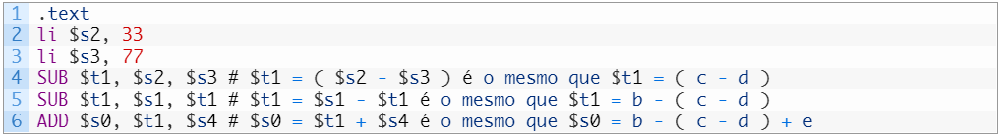 1 .text
2 li $s2, 33
3 li $s3, 77
4 SUB $t1, $s2, $s3 # $t1 = ( $s2 - $s3 ) é o mesmo que $t1 = ( c - d )
5 SUB $t1, $s1, $t1 # $t1 = $s1 - $t1 é o mesmo que $t1 = b - ( c - d )
6 ADD $s0, $t1, $s4 # $s0 = $t1 + $s4 é o mesmo que $s0 = b - ( c - d ) + e